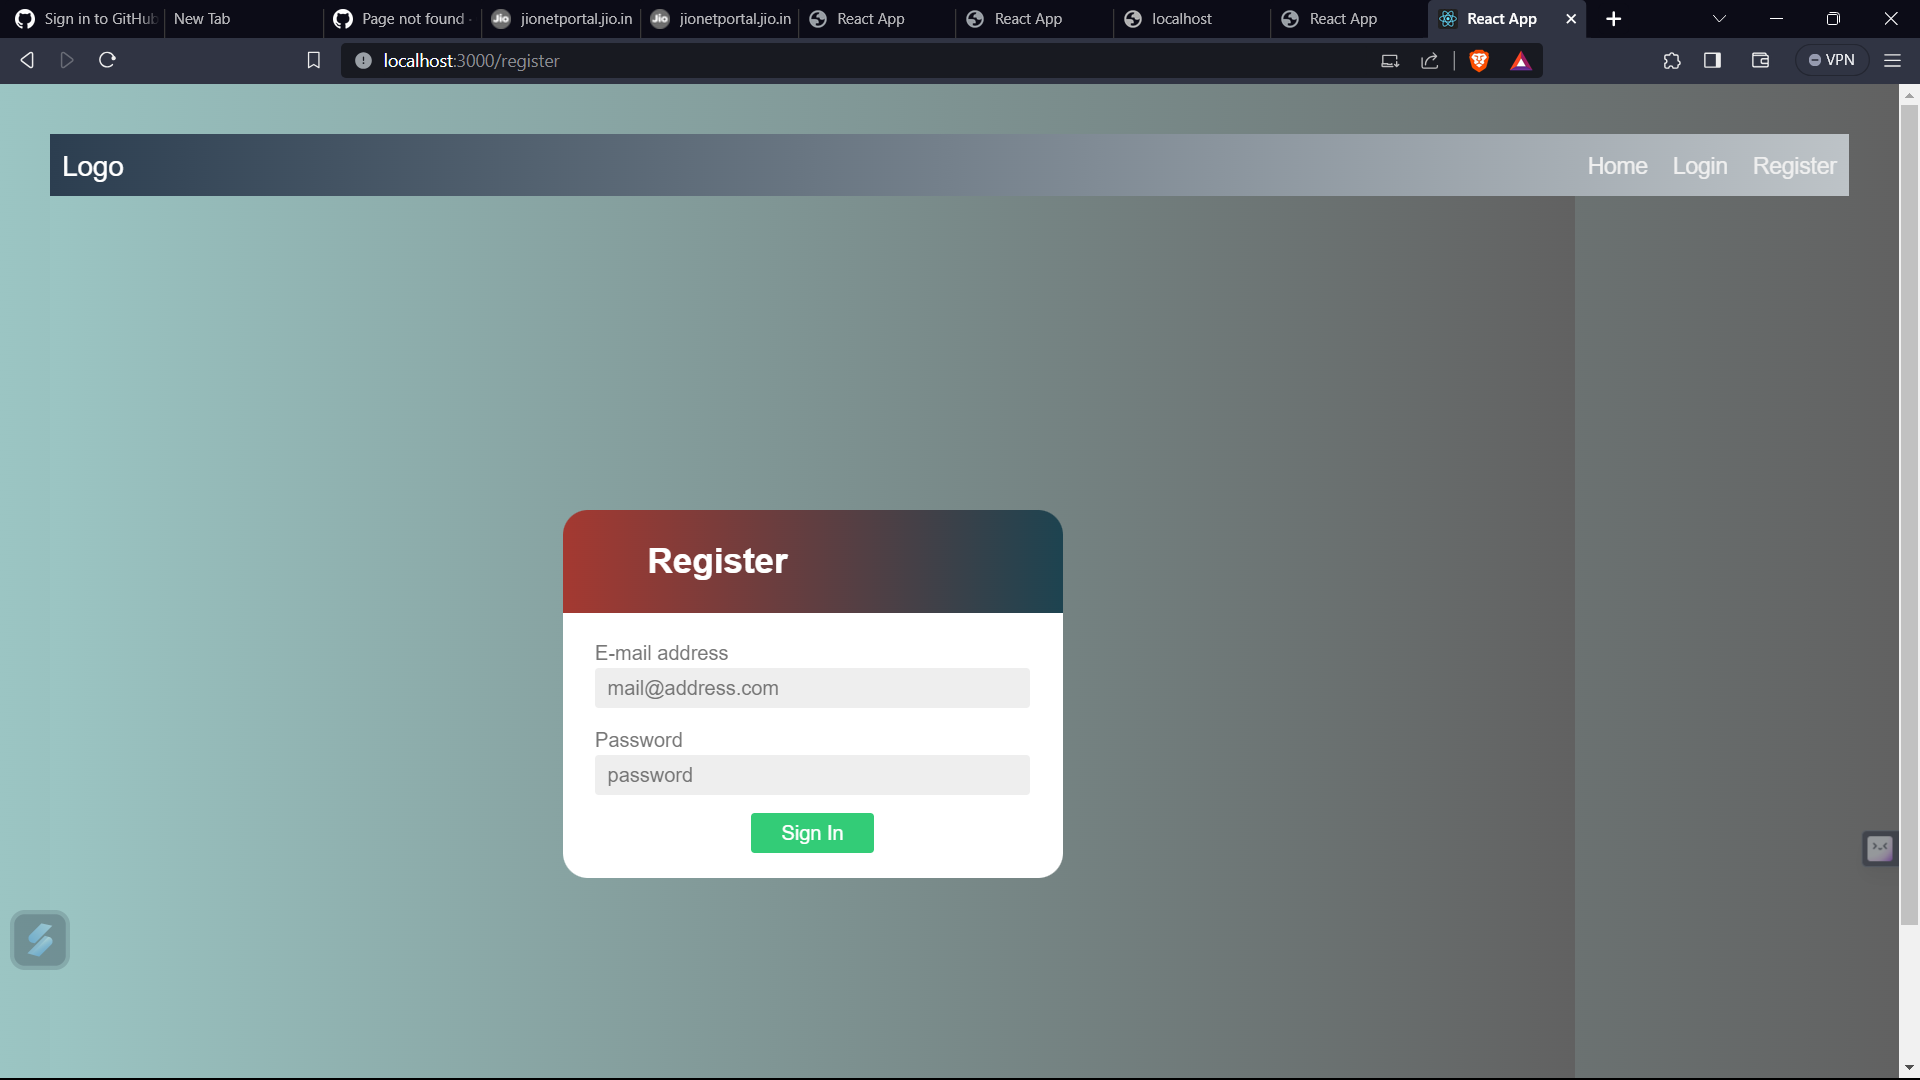 Sign in to GitHub
New Tab
Page not found ·
jionetportal.jio.in
jionetportal.jio.in
React App
React App
localhost
React App
React App
localhost:3000/register
VPN
Logo
Home
Login
Register
Register
E-mail address
mail@address.com
Password
password
Sign In